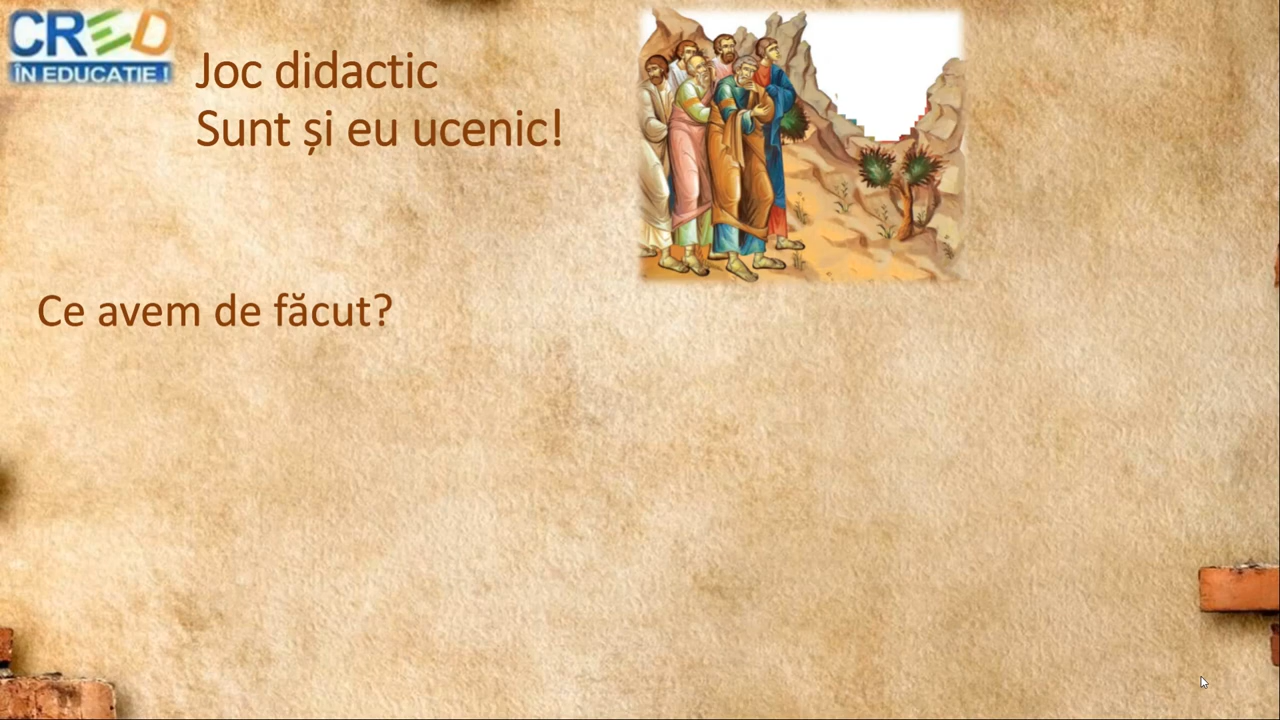 CRED
ÎN EDUCAȚIE !
Joc didactic
Sunt și eu ucenic!
Ce avem de făcut?